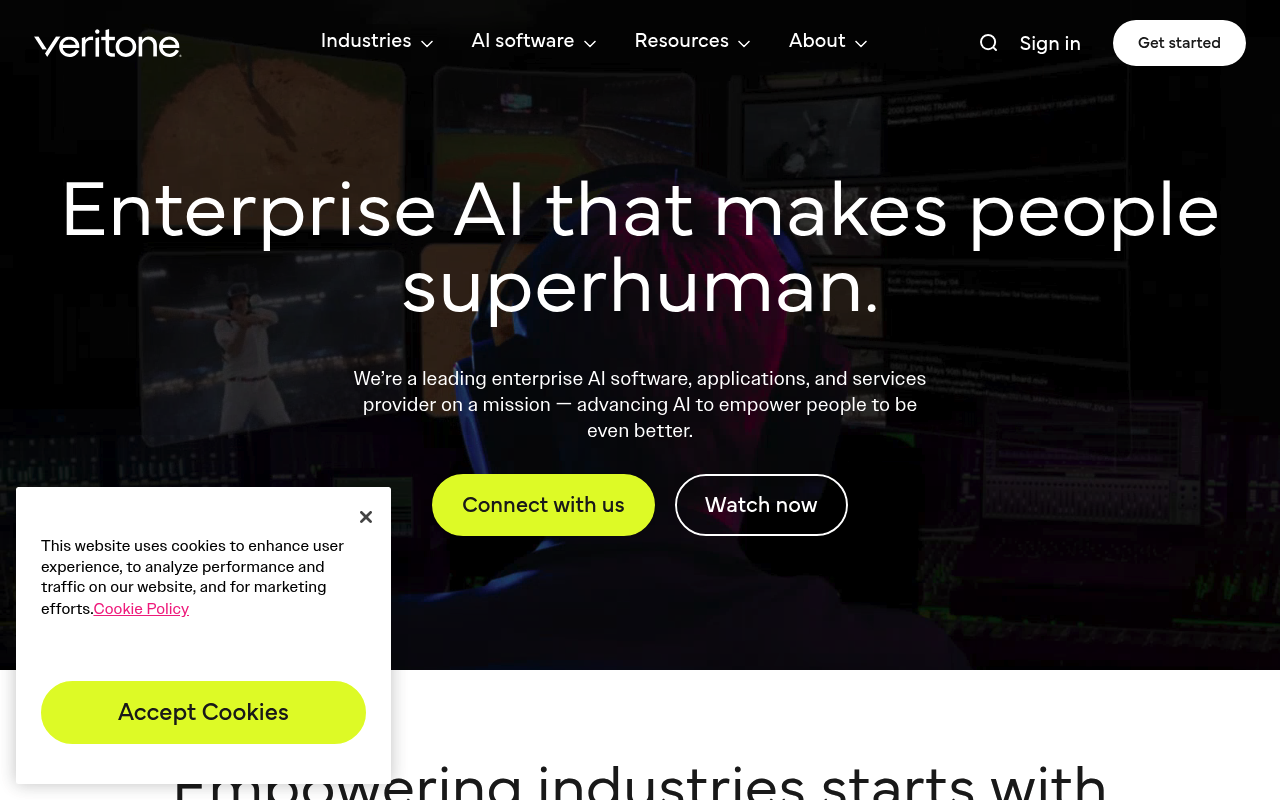 veritone
Industries
AI software
Resources
About
Sign in
Get started
Enterprise AI that makes people
superhuman.
We’re a leading enterprise AI software, applications, and services
provider on a mission — advancing AI to empower people to be
even better.
Connect with us
Watch now
This website uses cookies to enhance user
experience, to analyze performance and
traffic on our website, and for marketing
efforts.Cookie Policy
Accept Cookies
Empowering industries starts with